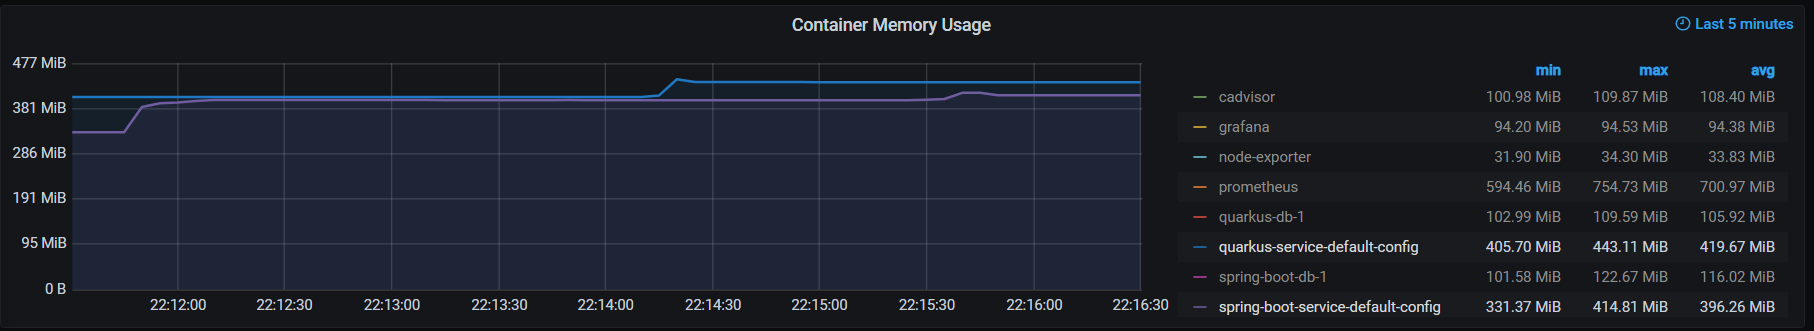 Container Memory Usage
Last 5 minutes
477 MiB
381 MiB
286 MiB
191 MiB
95 MiB
0 B
22:12:00 22:12:30 22:13:00 22:13:30 22:14:00 22:14:30 22:15:00 22:15:30 22:16:00 22:16:30
min max avg
cadvisor 100.98 MiB 109.87 MiB 108.40 MiB
grafana 94.20 MiB 94.53 MiB 94.38 MiB
node-exporter 31.90 MiB 34.30 MiB 33.83 MiB
prometheus 594.46 MiB 754.73 MiB 700.97 MiB
quarkus-db-1 102.99 MiB 109.59 MiB 105.92 MiB
quarkus-service-default-config 405.70 MiB 443.11 MiB 419.67 MiB
spring-boot-db-1 101.58 MiB 122.67 MiB 116.02 MiB
spring-boot-service-default-config 331.37 MiB 414.81 MiB 396.26 MiB